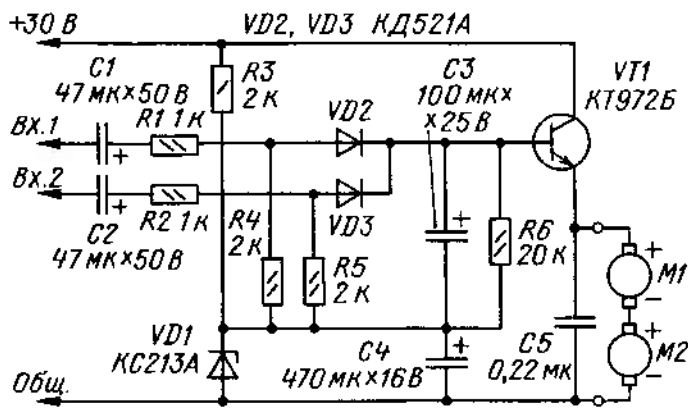 +30 В
VD2, VD3 КД521А
C1
47 мк×50 В
R3
2 к
C3
100 мк×
×25 В
VT1
КТ972Б
Вх.1
R1 1 к
VD2
Вх.2
R2 1 к
C2
47 мк×50 В
R4
2 к
VD3
R5
2 к
R6
20 к
M1
VD1
КС213А
C4
470 мк×16 В
C5
0,22 мк
M2
Общ.